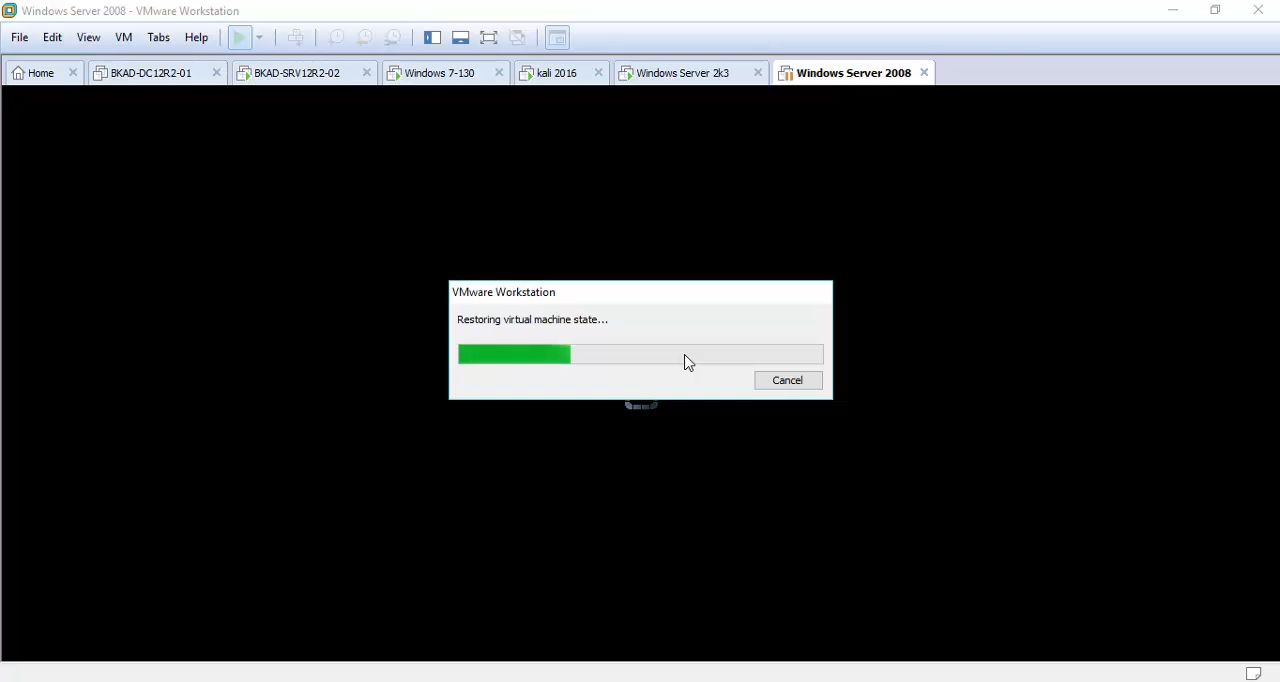 Windows Server 2008 - VMware Workstation
File Edit View VM Tabs Help
Home BKAD-DC12R2-01 BKAD-SRV12R2-02 Windows 7-130 kali 2016 Windows Server 2k3 Windows Server 2008
VMware Workstation
Restoring virtual machine state...
Cancel